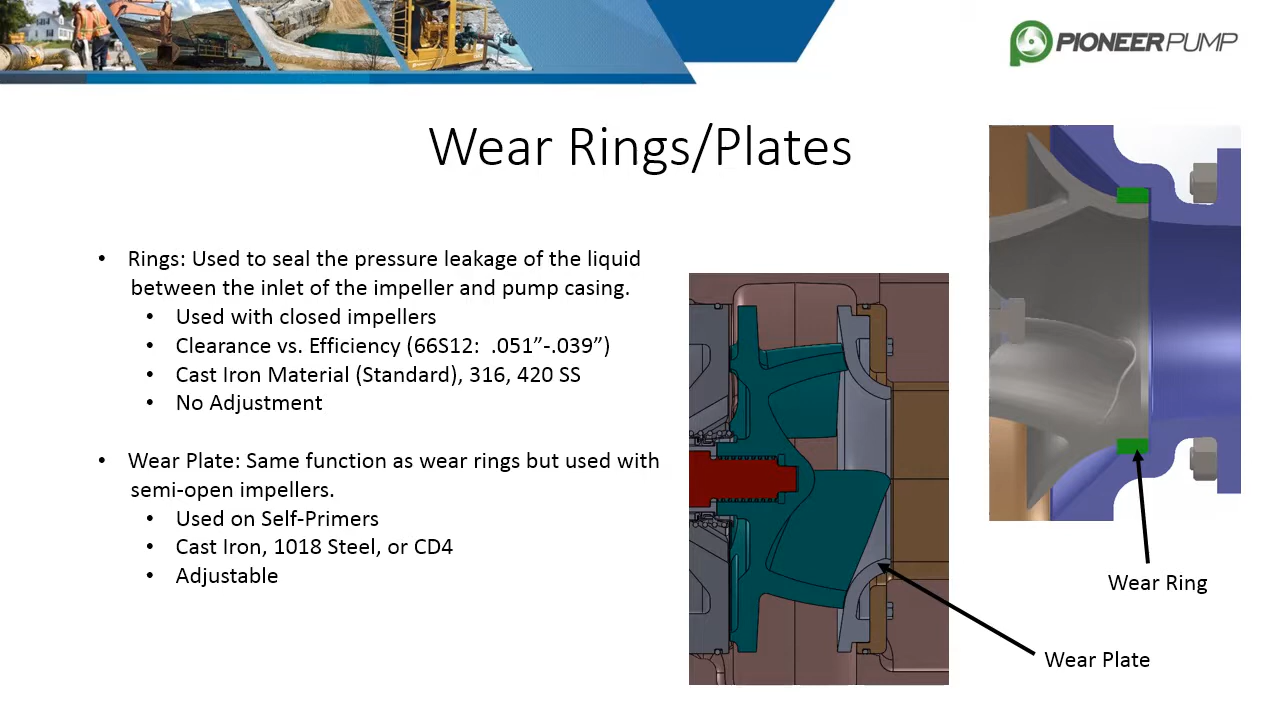 PIONEERPUMP
Wear Rings/Plates
• Rings: Used to seal the pressure leakage of the liquid
between the inlet of the impeller and pump casing.
• Used with closed impellers
• Clearance vs. Efficiency (66S12:  .051”-.039”)
• Cast Iron Material (Standard), 316, 420 SS
• No Adjustment
• Wear Plate: Same function as wear rings but used with
semi-open impellers.
• Used on Self-Primers
• Cast Iron, 1018 Steel, or CD4
• Adjustable
Wear Ring
Wear Plate